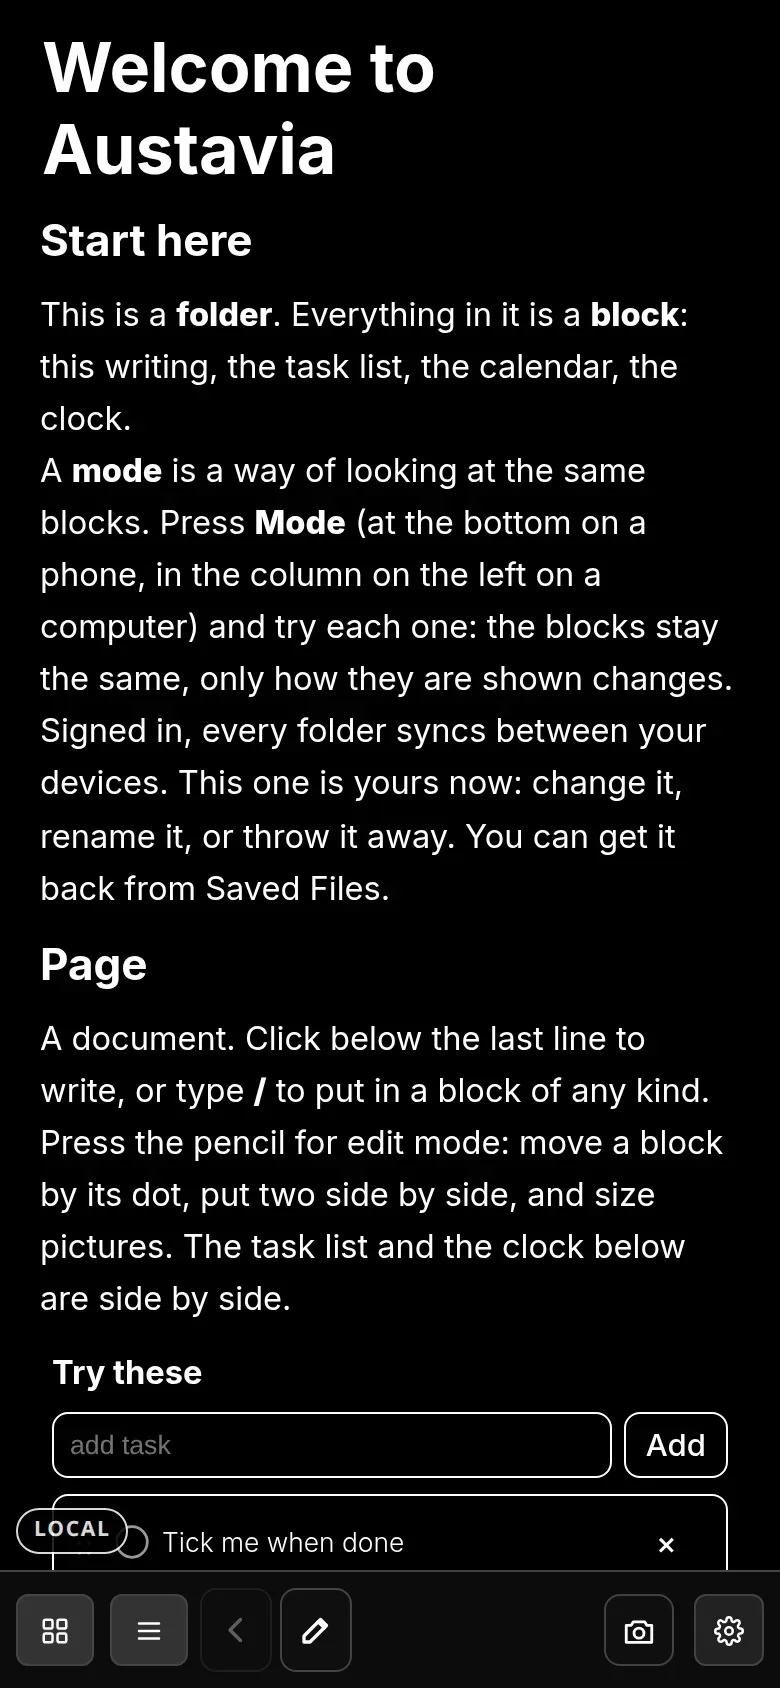 Welcome to
Austavia
Start here
This is a folder. Everything in it is a block:
this writing, the task list, the calendar, the
clock.
A mode is a way of looking at the same
blocks. Press Mode (at the bottom on a
phone, in the column on the left on a
computer) and try each one: the blocks stay
the same, only how they are shown changes.
Signed in, every folder syncs between your
devices. This one is yours now: change it,
rename it, or throw it away. You can get it
back from Saved Files.
Page
A document. Click below the last line to
write, or type / to put in a block of any kind.
Press the pencil for edit mode: move a block
by its dot, put two side by side, and size
pictures. The task list and the clock below
are side by side.
Try these
add task
Add
LOCAL
Tick me when done
×